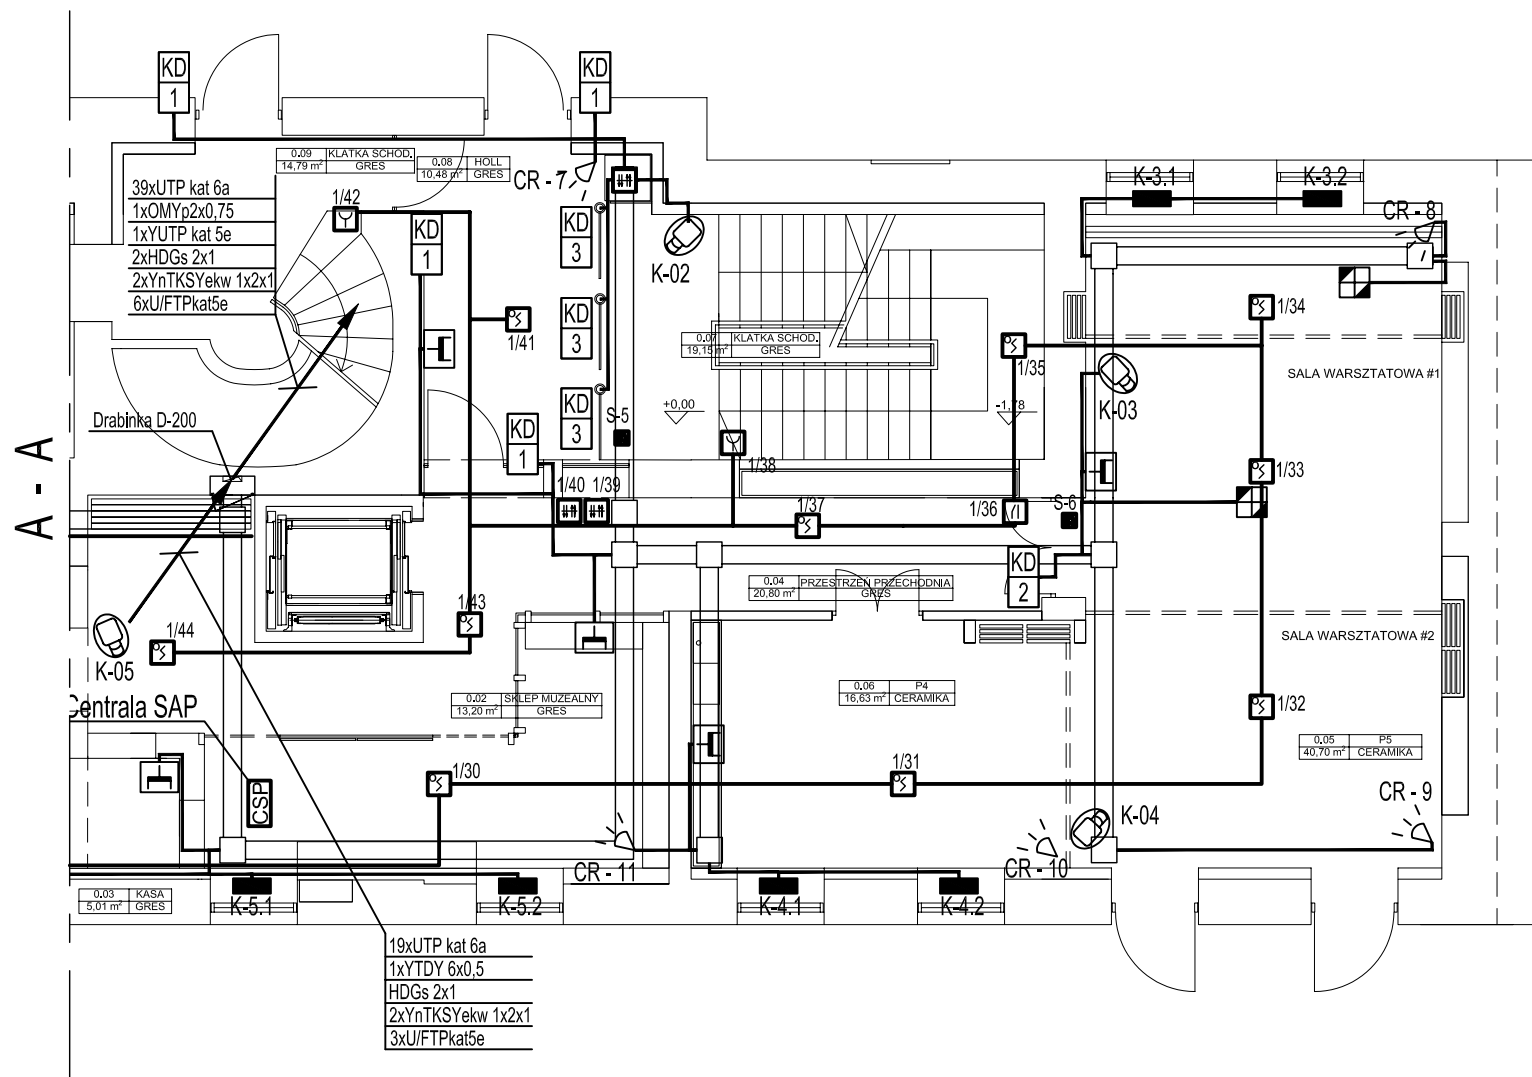 KD
1
KD
1
0.09 KLATKA SCHOD.
14,79 m² GRES
0.08 HOLL
10,48 m² GRES
CR - 7
K-3.1
K-3.2
39xUTP kat 6a
1xOMYp2x0,75
1xYUTP kat 5e
2xHDGs 2x1
2xYnTKSYekw 1x2x1
6xU/FTPkat5e
1/42
KD
1
KD
3
K-02
CR - 8
1/34
1/41
KD
3
0.07 KLATKA SCHOD.
19,15 m² GRES
1/35
SALA WARSZTATOWA #1
K-03
KD
3
S-5
+0,00
-1,78
Drabinka D-200
KD
1
A - A
1/38
1/33
1/40
1/39
1/37
1/36
S-6
KD
2
0.04 PRZESTRZEŃ PRZECHODNIA
20,80 m² GRES
1/43
1/44
K-05
SALA WARSZTATOWA #2
Centrala SAP
0.02 SKLEP MUZEALNY
13,20 m² GRES
0.06 P4
16,63 m² CERAMIKA
1/32
0.05 P5
40,70 m² CERAMIKA
1/30
1/31
CSP
CR - 9
K-04
CR - 11
CR - 10
0.03 KASA
5,01 m² GRES
K-5.1
K-5.2
K-4.1
K-4.2
19xUTP kat 6a
1xYTDY 6x0,5
HDGs 2x1
2xYnTKSYekw 1x2x1
3xU/FTPkat5e